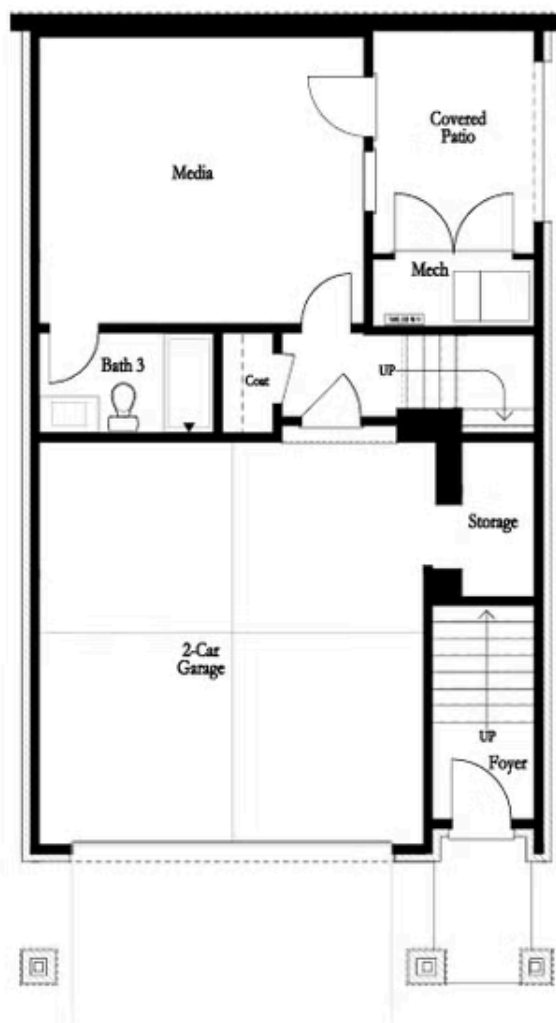 Covered
Patio
Media
Mech
Bath 3
Coat
UP
Storage
2-Car
Garage
UP
Foyer